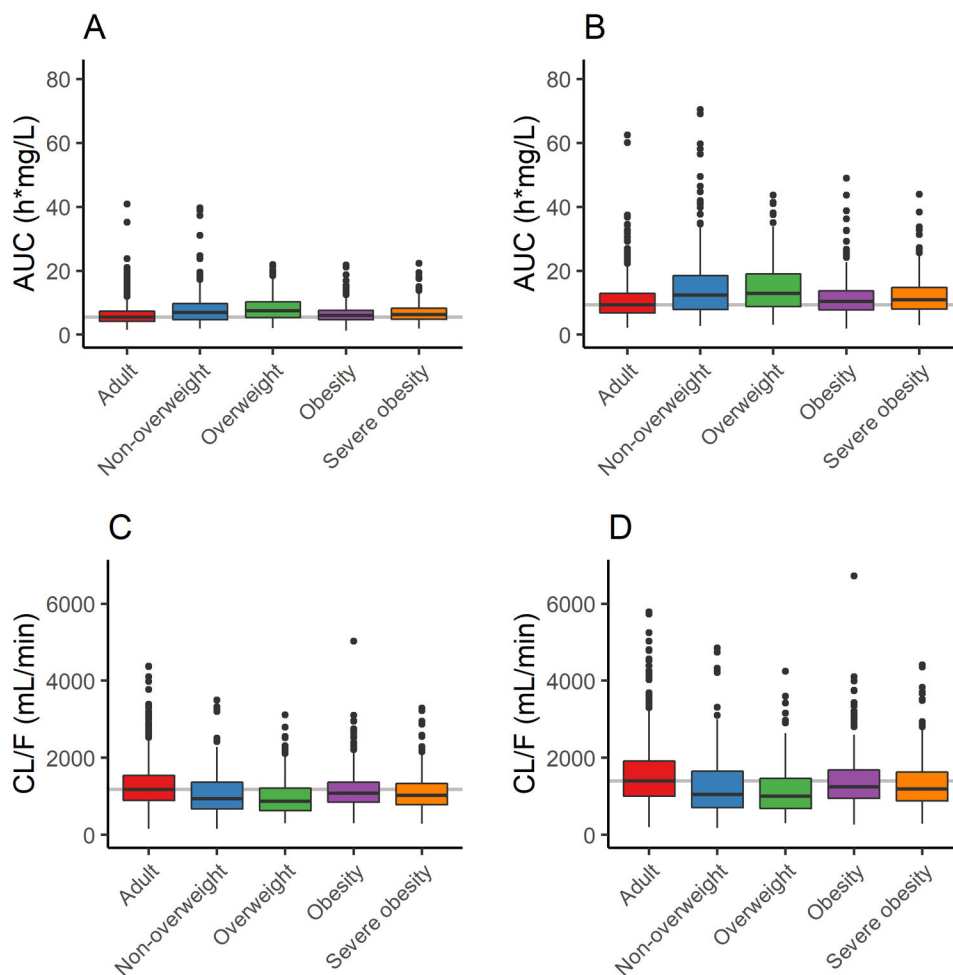 A
AUC (h*mg/L)
80
60
40
20
0
Adult
Non-overweight
Overweight
Obesity
Severe obesity
B
AUC (h*mg/L)
80
60
40
20
0
Adult
Non-overweight
Overweight
Obesity
Severe obesity
C
CL/F (mL/min)
6000
4000
2000
0
Adult
Non-overweight
Overweight
Obesity
Severe obesity
D
CL/F (mL/min)
6000
4000
2000
0
Adult
Non-overweight
Overweight
Obesity
Severe obesity